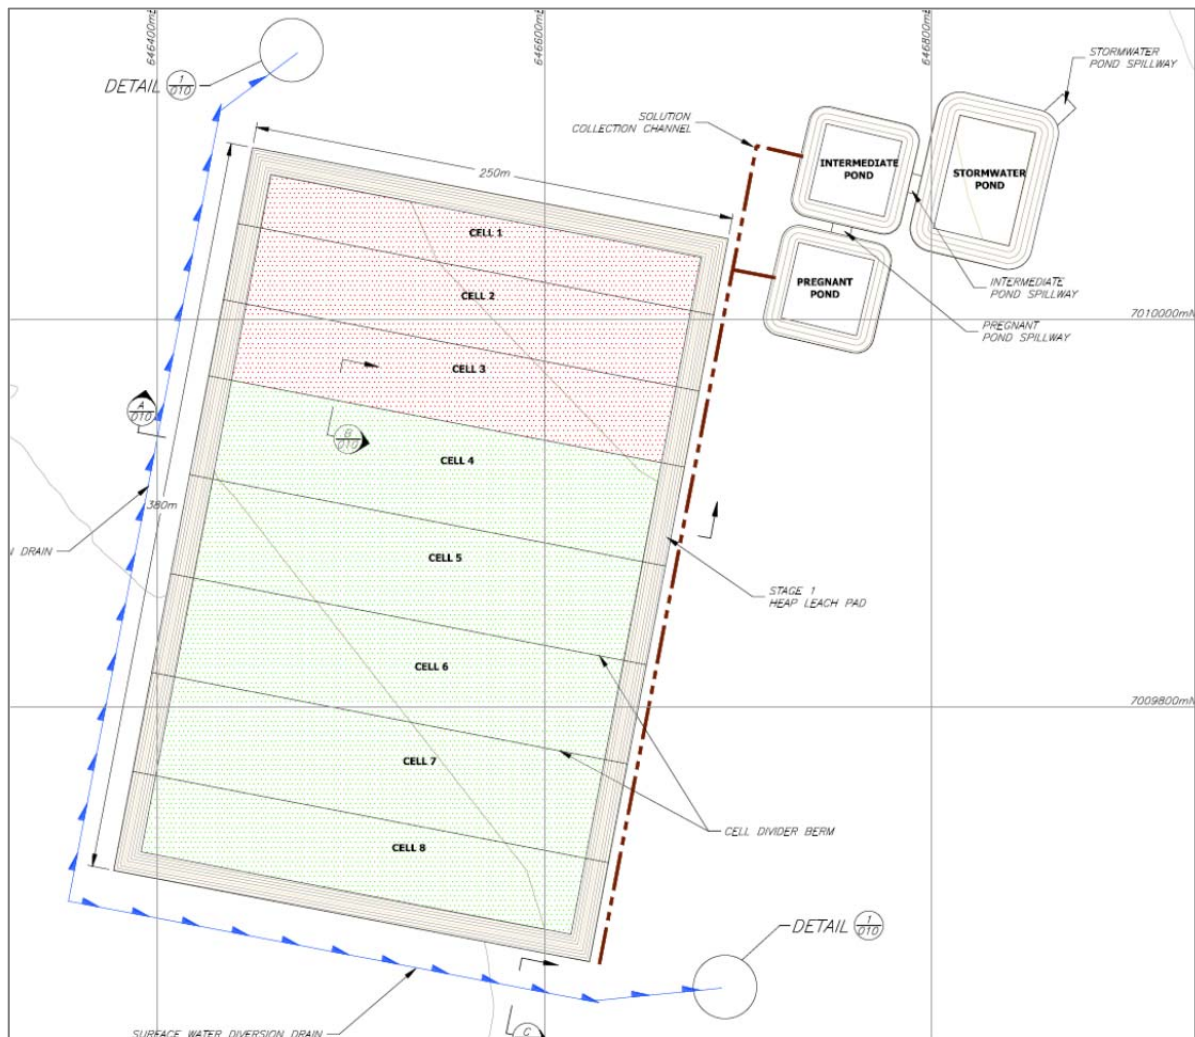 646400mE
646600mE
646800mE
DETAIL 1
010
STORMWATER
POND SPILLWAY
SOLUTION
COLLECTION CHANNEL
250m
INTERMEDIATE
POND
STORMWATER
POND
CELL 1
CELL 2
PREGNANT
POND
INTERMEDIATE
POND SPILLWAY
7010000mN
PREGNANT
POND SPILLWAY
CELL 3
A
010
B
010
CELL 4
380m
N DRAIN
CELL 5
STAGE 1
HEAP LEACH PAD
CELL 6
7009800mN
CELL 7
CELL DIVIDER BERM
CELL 8
DETAIL 1
010
SURFACE WATER DIVERSION DRAIN
C